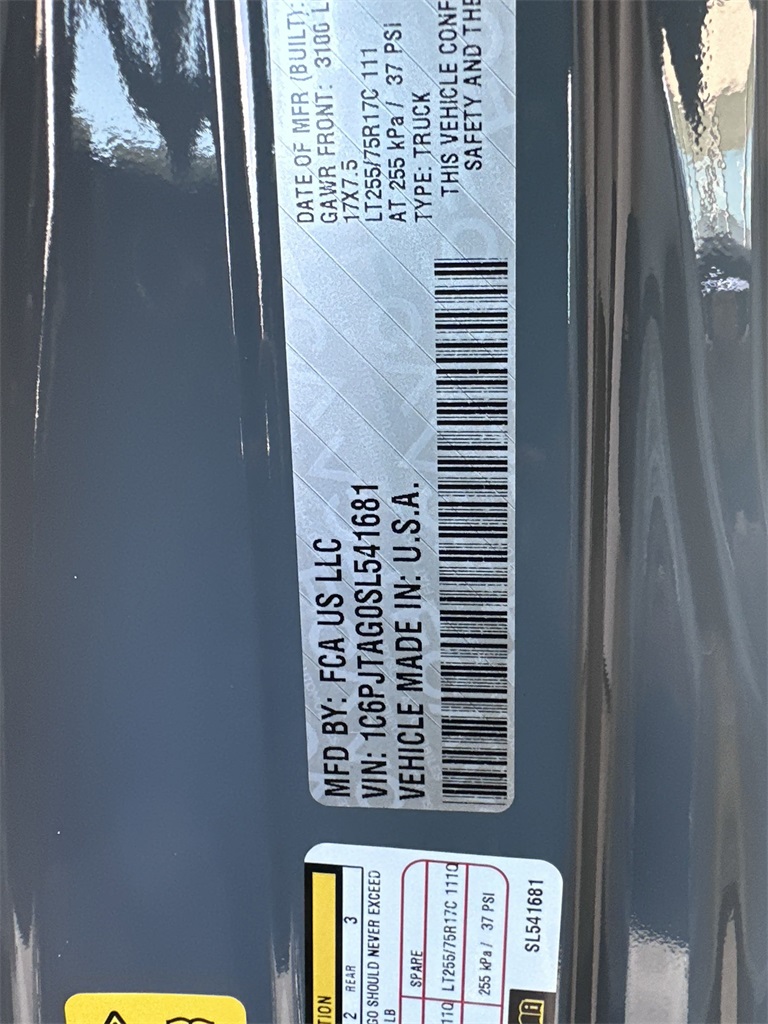 MFD BY: FCA US LLC
VIN: 1C6PJTAG0SL541681
VEHICLE MADE IN: U.S.A.
DATE OF MFR (BUILT):
GAWR FRONT: 3100 L
17X7.5
LT255/75R17C 111
AT 255 kPa / 37 PSI
TYPE: TRUCK
THIS VEHICLE CONF
SAFETY AND THE
TION
2 REAR 3
GO SHOULD NEVER EXCEED
LB
SPARE
11Q LT255/75R17C 111Q
255 kPa / 37 PSI
SL541681